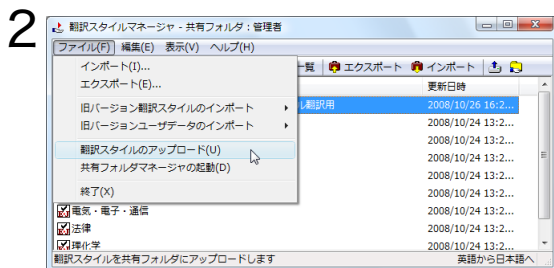 2
翻訳スタイルマネージャ - 共有フォルダ : 管理者
ファイル(F) 編集(E) 表示(V) ヘルプ(H)
インポート(I)... 一覧 エクスポート インポート
エクスポート(E)... 更新日時
旧バージョン翻訳スタイルのインポート ル翻訳用 2008/10/26 16:2...
旧バージョンユーザデータのインポート 2008/10/24 13:2...
翻訳スタイルのアップロード(U) 2008/10/24 13:2...
共有フォルダマネージャの起動(D) 2008/10/24 13:2...
2008/10/24 13:2...
終了(X) 2008/10/24 13:2...
電気・電子・通信 2008/10/24 13:2...
法律 2008/10/24 13:2...
理化学 2008/10/24 13:2...
翻訳スタイルを共有フォルダにアップロードします 英語から日本語へ